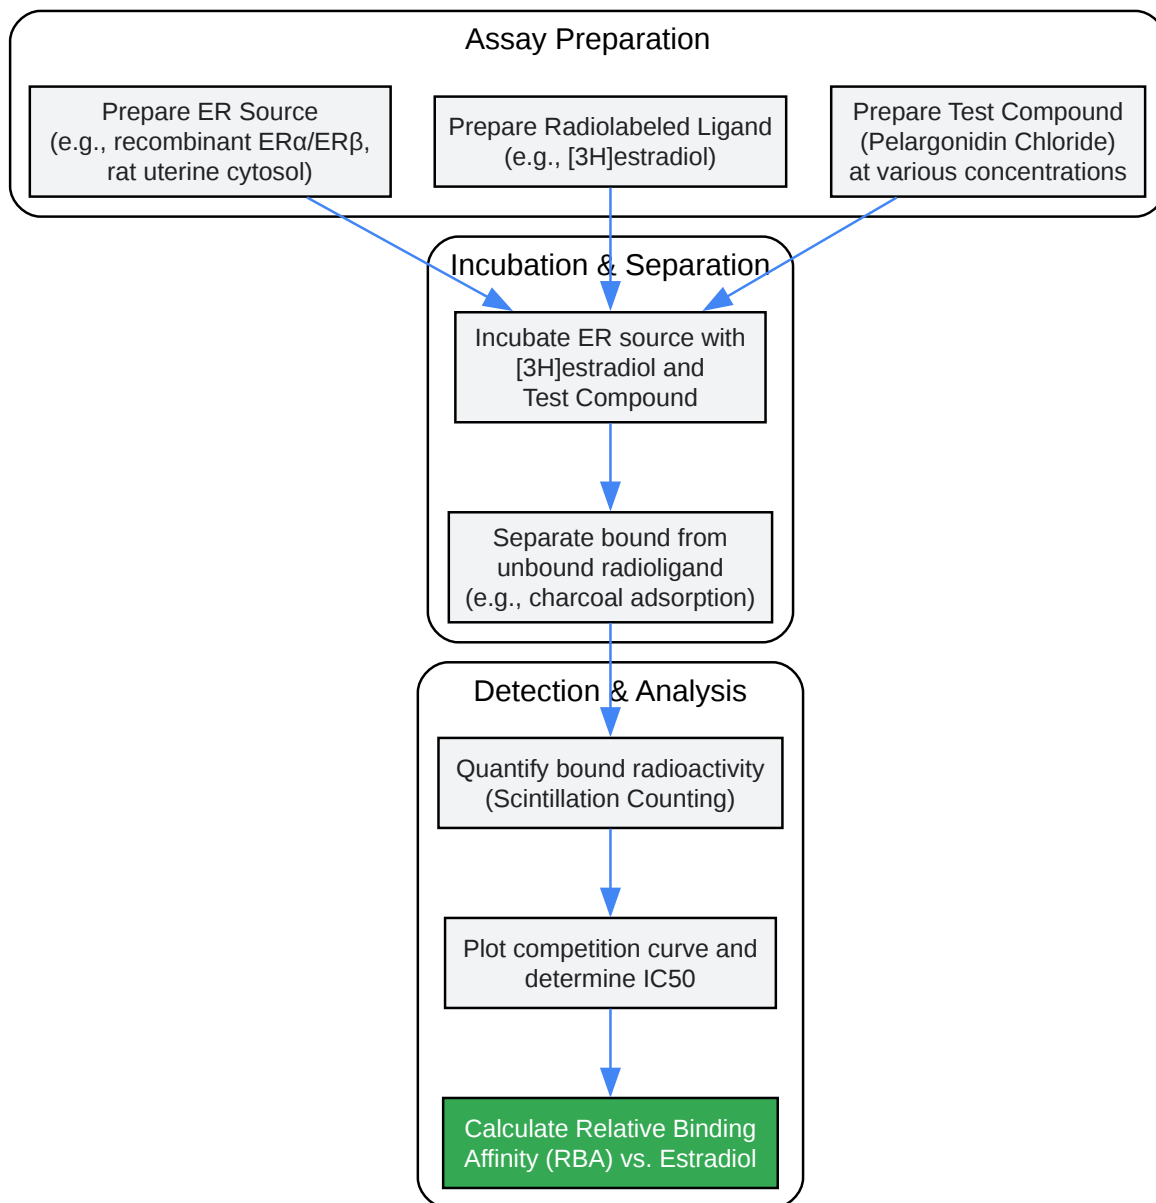 Assay Preparation
Prepare ER Source
(e.g., recombinant ERα/ERβ,
rat uterine cytosol)
Prepare Radiolabeled Ligand
(e.g., [3H]estradiol)
Prepare Test Compound
(Pelargonidin Chloride)
at various concentrations
Incubation & Separation
Incubate ER source with
[3H]estradiol and
Test Compound
Separate bound from
unbound radioligand
(e.g., charcoal adsorption)
Detection & Analysis
Quantify bound radioactivity
(Scintillation Counting)
Plot competition curve and
determine IC50
Calculate Relative Binding
Affinity (RBA) vs. Estradiol